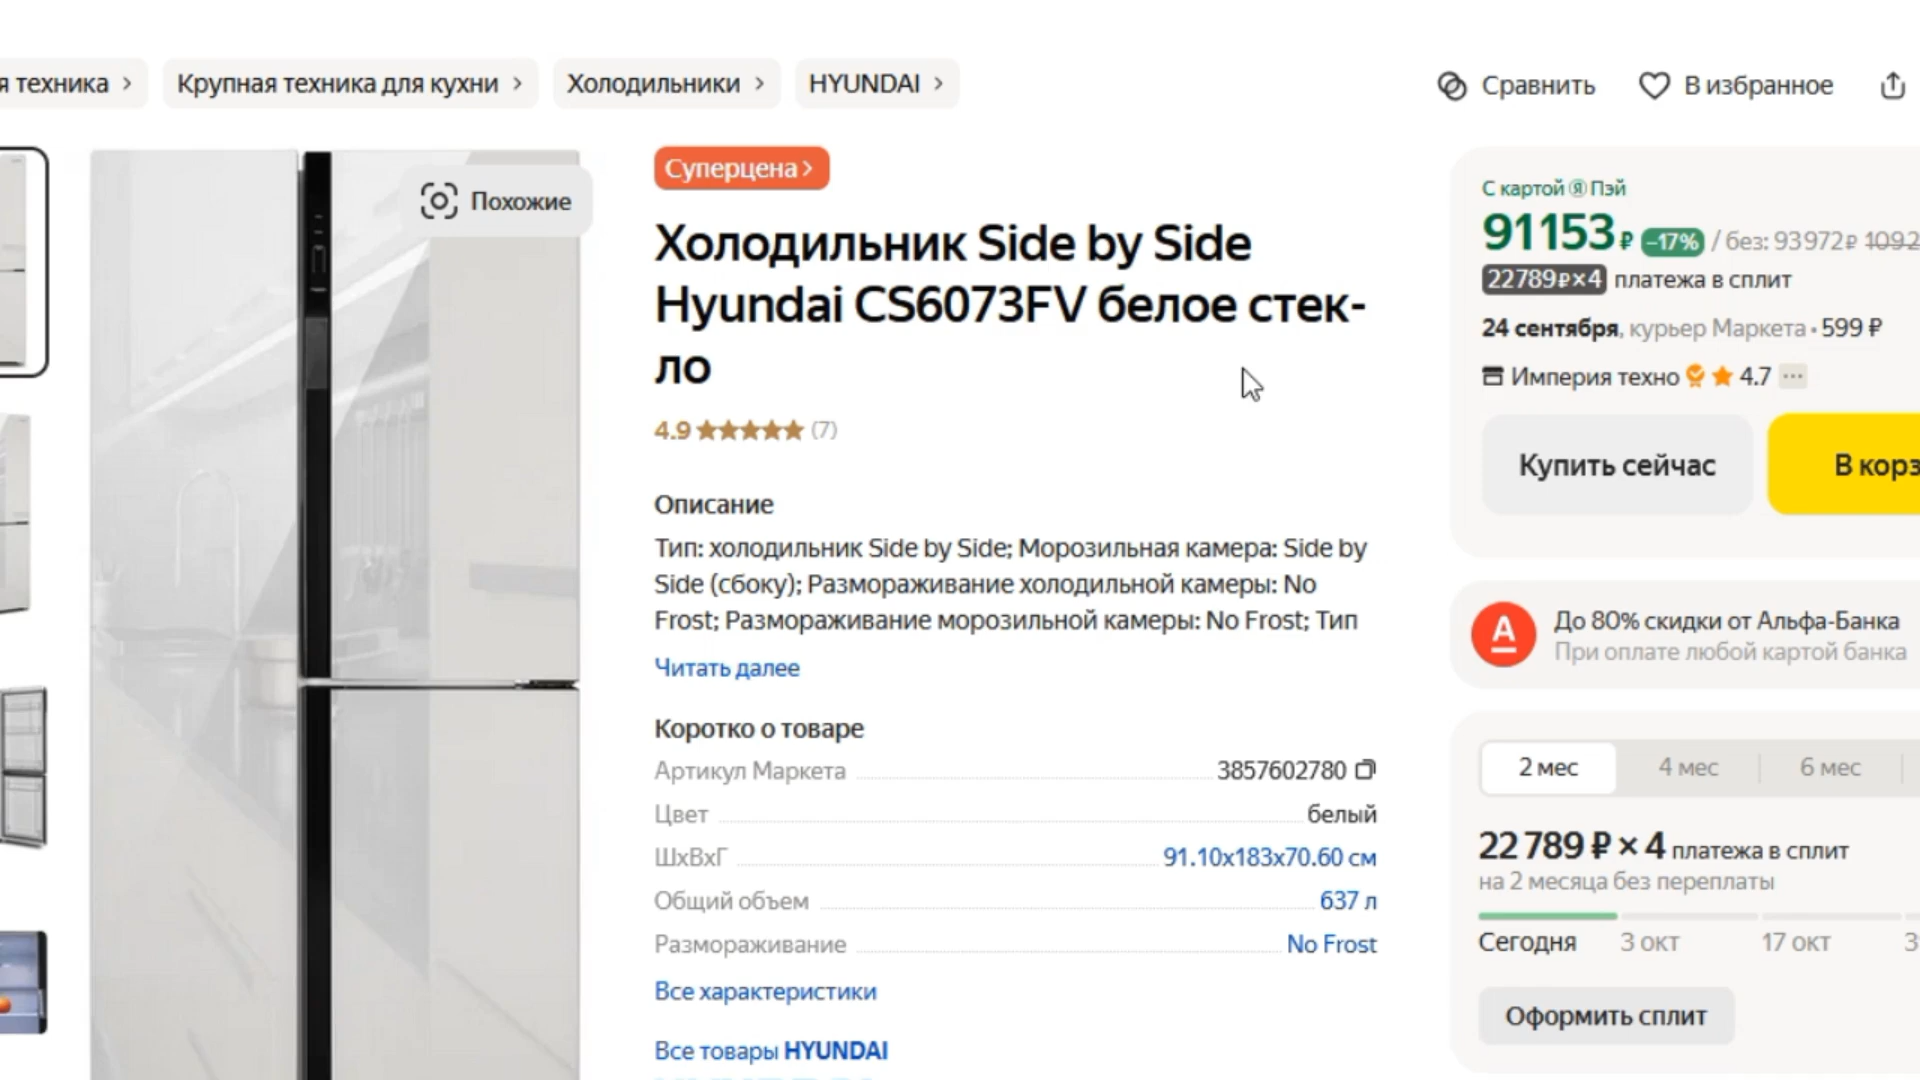 я техника
Крупная техника для кухни
Холодильники
HYUNDAI
Сравнить
В избранное
Похожие
Суперцена
Холодильник Side by Side
Hyundai CS6073FV белое стек-
ло
4.9 (7)
Описание
Тип: холодильник Side by Side; Морозильная камера: Side by
Side (сбоку); Размораживание холодильной камеры: No
Frost; Размораживание морозильной камеры: No Frost; Тип
Читать далее
Коротко о товаре
Артикул Маркета 3857602780
Цвет белый
ШхВхГ 91.10х183х70.60 см
Общий объем 637 л
Размораживание No Frost
Все характеристики
Все товары HYUNDAI
С картой Я Пэй
91153 ₽ −17% / без: 93972₽ 1092
22789₽×4 платежа в сплит
24 сентября, курьер Маркета • 599 ₽
Империя техно 4.7
Купить сейчас
В корз
А
До 80% скидки от Альфа-Банка
При оплате любой картой банка
2 мес
4 мес
6 мес
22 789 ₽ × 4 платежа в сплит
на 2 месяца без переплаты
Сегодня
3 окт
17 окт
3
Оформить сплит